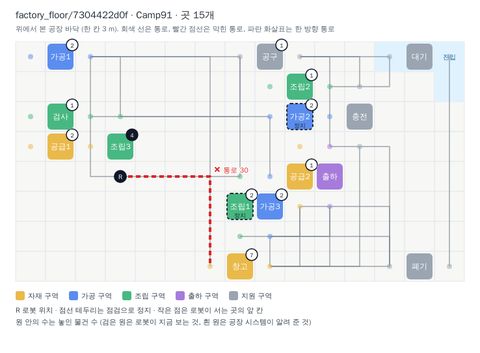 factory_floor/7304422d0f · Camp91 · 곳 15개
위에서 본 공장 바닥 (한 칸 3 m). 회색 선은 통로, 빨간 점선은 막힌 통로, 파란 화살표는 한 방향 통로
가공1 2
공구 1
대기
진입
조립2 1
검사 1
가공2 2
정지
충전
공급1 2
조립3 4
✕ 통로 30
R
공급2 1
출하
조립1 2
정지
가공3 2
창고 7
폐기
자재 구역 가공 구역 조립 구역 출하 구역 지원 구역
R 로봇 위치 · 점선 테두리는 점검으로 정지 · 작은 점은 로봇이 서는 곳의 앞 칸
원 안의 수는 놓인 물건 수 (검은 원은 로봇이 지금 보는 것, 흰 원은 공장 시스템이 알려 준 것)